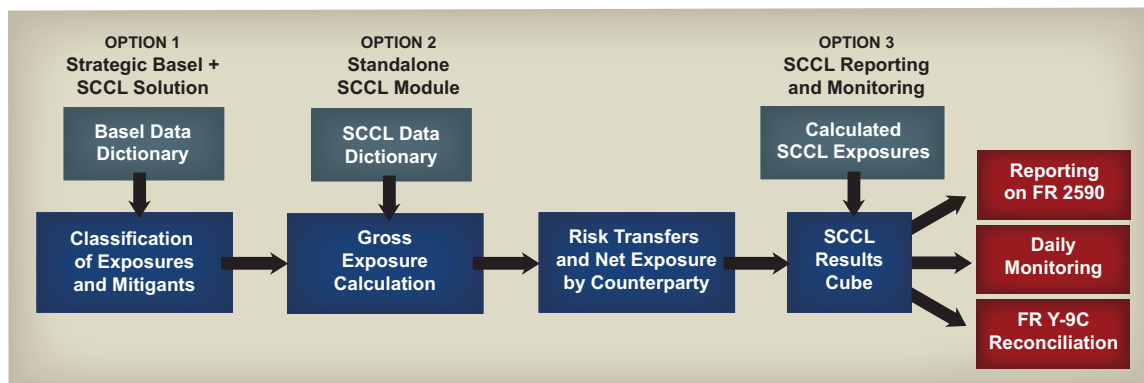 OPTION 1
Strategic Basel +
SCCL Solution
OPTION 2
Standalone
SCCL Module
OPTION 3
SCCL Reporting
and Monitoring
Basel Data
Dictionary
SCCL Data
Dictionary
Calculated
SCCL Exposures
Classification
of Exposures
and Mitigants
Gross
Exposure
Calculation
Risk Transfers
and Net Exposure
by Counterparty
SCCL
Results
Cube
Reporting
on FR 2590
Daily
Monitoring
FR Y-9C
Reconciliation